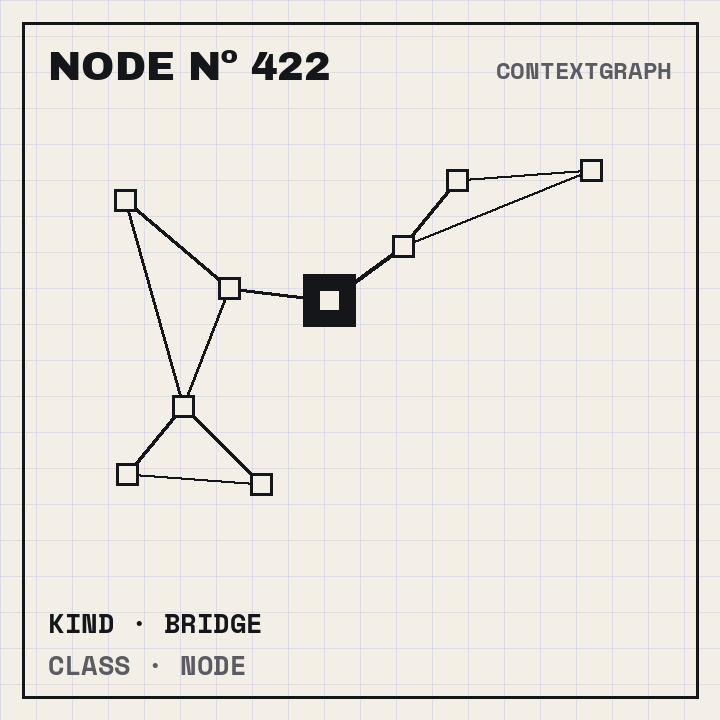 NODE Nº 422
CONTEXTGRAPH
KIND · BRIDGE
CLASS · NODE